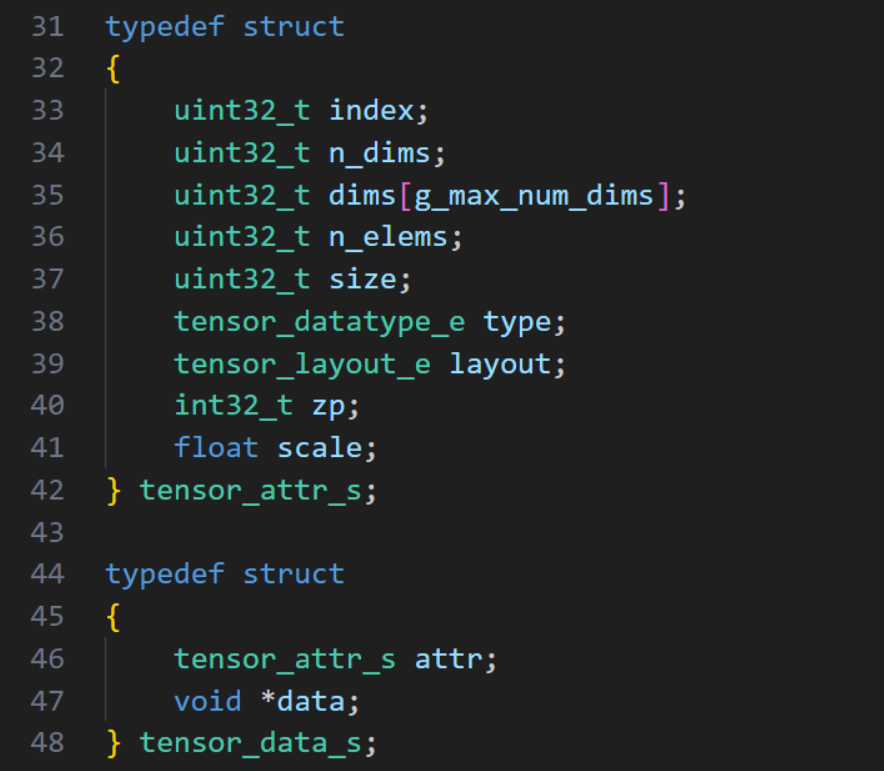 31 typedef struct
32 {
33     uint32_t index;
34     uint32_t n_dims;
35     uint32_t dims[g_max_num_dims];
36     uint32_t n_elems;
37     uint32_t size;
38     tensor_datatype_e type;
39     tensor_layout_e layout;
40     int32_t zp;
41     float scale;
42 } tensor_attr_s;
43
44 typedef struct
45 {
46     tensor_attr_s attr;
47     void *data;
48 } tensor_data_s;